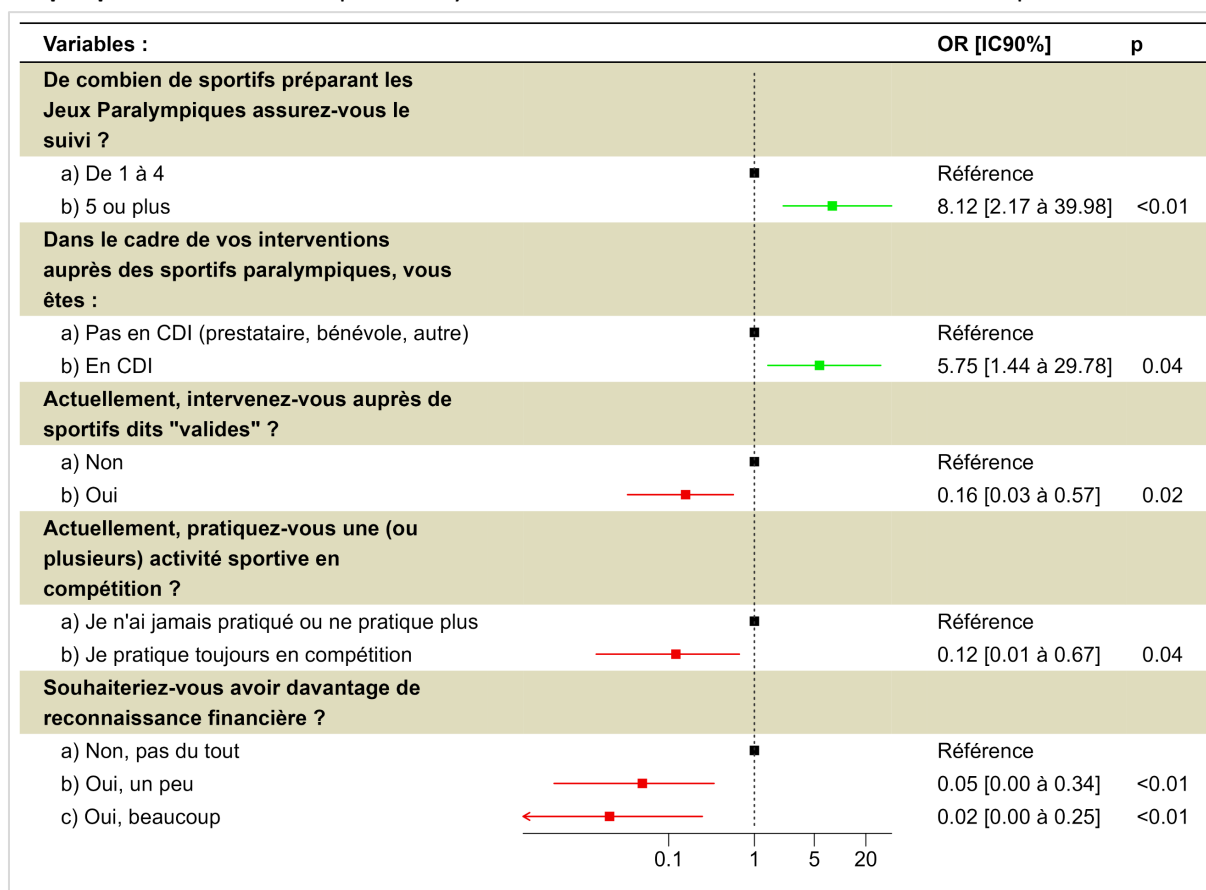 Variables : OR [IC90%] p
De combien de sportifs préparant les
Jeux Paralympiques assurez-vous le
suivi ?
a) De 1 à 4 Référence
b) 5 ou plus 8.12 [2.17 à 39.98] <0.01
Dans le cadre de vos interventions
auprès des sportifs paralympiques, vous
êtes :
a) Pas en CDI (prestataire, bénévole, autre) Référence
b) En CDI 5.75 [1.44 à 29.78] 0.04
Actuellement, intervenez-vous auprès de
sportifs dits "valides" ?
a) Non Référence
b) Oui 0.16 [0.03 à 0.57] 0.02
Actuellement, pratiquez-vous une (ou
plusieurs) activité sportive en
compétition ?
a) Je n'ai jamais pratiqué ou ne pratique plus Référence
b) Je pratique toujours en compétition 0.12 [0.01 à 0.67] 0.04
Souhaiteriez-vous avoir davantage de
reconnaissance financière ?
a) Non, pas du tout Référence
b) Oui, un peu 0.05 [0.00 à 0.34] <0.01
c) Oui, beaucoup 0.02 [0.00 à 0.25] <0.01
0.1 1 5 20